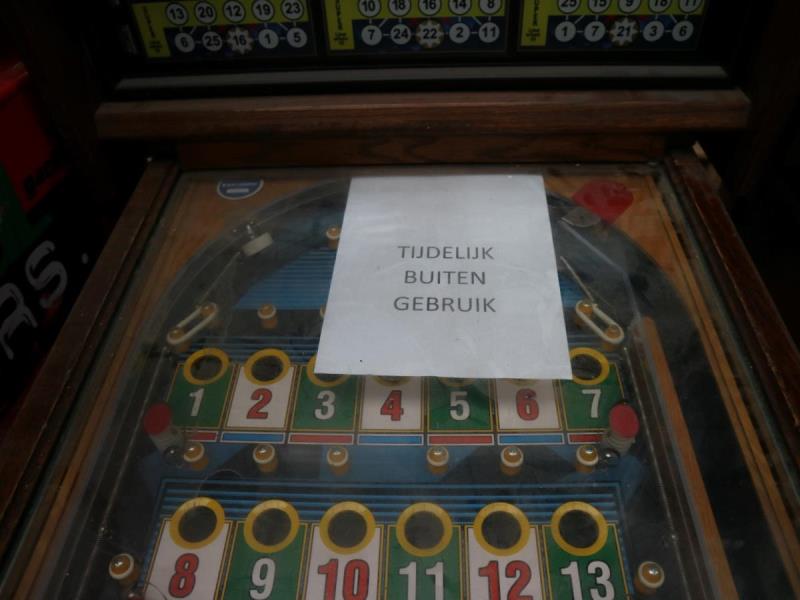 13 20 12 19 23
6 25 16 1 5
10 18 16 14 8
7 24 22 2 11
25 15 9 18 11
1 7 21 3 6
TIJDELIJK
BUITEN
GEBRUIK
1 2 3 4 5 6 7
8 9 10 11 12 13